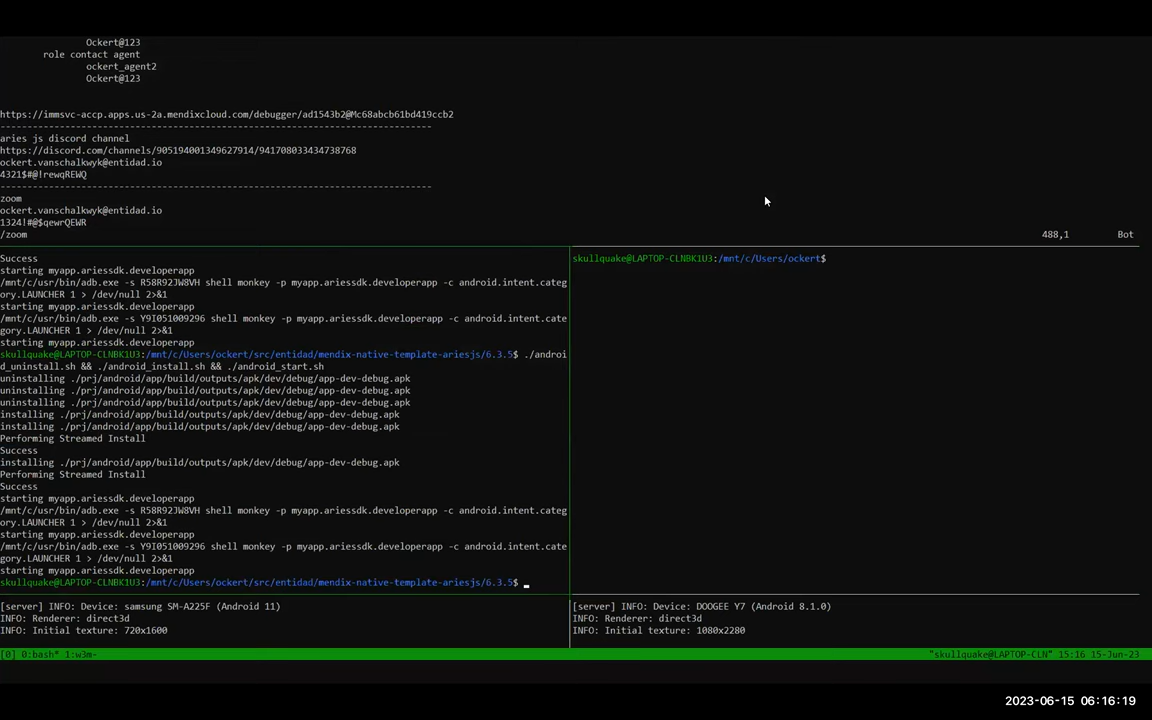 Ockert@123
role contact agent
ockert_agent2
Ockert@123
https://immsvc-accp.apps.us-2a.mendixcloud.com/debugger/ad1543b2@Mc68abcb61bd419ccb2
--------------------------------------------------------------------------------
aries js discord channel
https://discord.com/channels/905194001349627914/941708033434738768
ockert.vanschalkwyk@entidad.io
4321$#@!rewqREWQ
--------------------------------------------------------------------------------
zoom
ockert.vanschalkwyk@entidad.io
1324!#@$qewrQEWR
/zoom 488,1 Bot
Success
starting myapp.ariessdk.developerapp
/mnt/c/usr/bin/adb.exe -s R58R92JW8VH shell monkey -p myapp.ariessdk.developerapp -c android.intent.categ
ory.LAUNCHER 1 > /dev/null 2>&1
starting myapp.ariessdk.developerapp
/mnt/c/usr/bin/adb.exe -s Y9I051009296 shell monkey -p myapp.ariessdk.developerapp -c android.intent.cate
gory.LAUNCHER 1 > /dev/null 2>&1
starting myapp.ariessdk.developerapp
skullquake@LAPTOP-CLNBK1U3:/mnt/c/Users/ockert/src/entidad/mendix-native-template-ariesjs/6.3.5$ ./androi
d_uninstall.sh && ./android_install.sh && ./android_start.sh
uninstalling ./prj/android/app/build/outputs/apk/dev/debug/app-dev-debug.apk
uninstalling ./prj/android/app/build/outputs/apk/dev/debug/app-dev-debug.apk
uninstalling ./prj/android/app/build/outputs/apk/dev/debug/app-dev-debug.apk
installing ./prj/android/app/build/outputs/apk/dev/debug/app-dev-debug.apk
installing ./prj/android/app/build/outputs/apk/dev/debug/app-dev-debug.apk
Performing Streamed Install
Success
installing ./prj/android/app/build/outputs/apk/dev/debug/app-dev-debug.apk
Performing Streamed Install
Success
starting myapp.ariessdk.developerapp
/mnt/c/usr/bin/adb.exe -s R58R92JW8VH shell monkey -p myapp.ariessdk.developerapp -c android.intent.categ
ory.LAUNCHER 1 > /dev/null 2>&1
starting myapp.ariessdk.developerapp
/mnt/c/usr/bin/adb.exe -s Y9I051009296 shell monkey -p myapp.ariessdk.developerapp -c android.intent.cate
gory.LAUNCHER 1 > /dev/null 2>&1
starting myapp.ariessdk.developerapp
skullquake@LAPTOP-CLNBK1U3:/mnt/c/Users/ockert/src/entidad/mendix-native-template-ariesjs/6.3.5$ _
skullquake@LAPTOP-CLNBK1U3:/mnt/c/Users/ockert$
[server] INFO: Device: samsung SM-A225F (Android 11)
INFO: Renderer: direct3d
INFO: Initial texture: 720x1600
[server] INFO: Device: DOOGEE Y7 (Android 8.1.0)
INFO: Renderer: direct3d
INFO: Initial texture: 1080x2280
[0] 0:bash* 1:w3m- "skullquake@LAPTOP-CLN" 15:16 15-Jun-23
2023-06-15 06:16:19